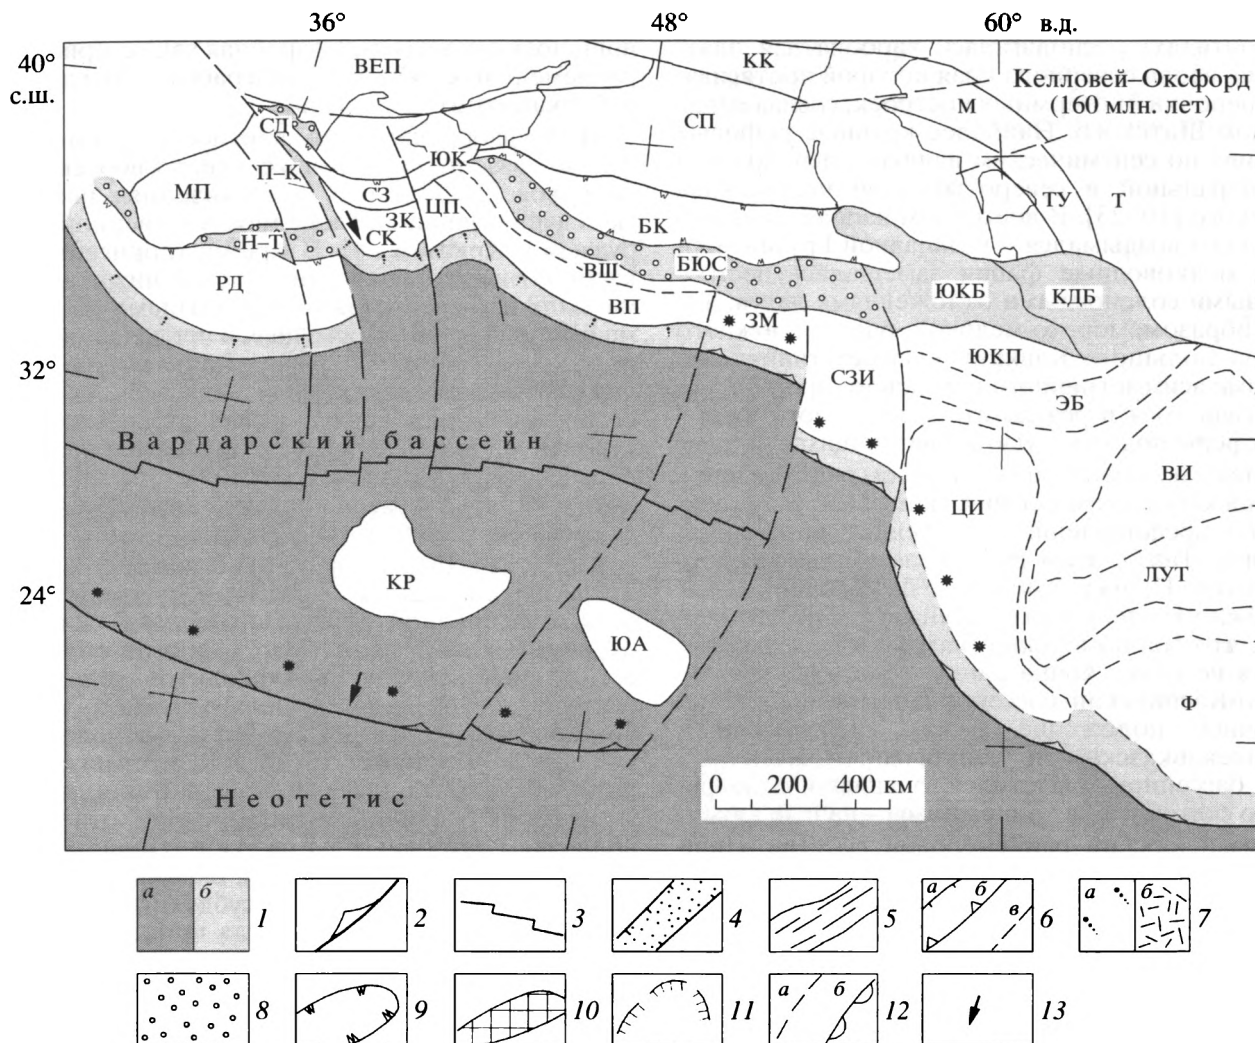 36° 48° 60° в.д.
40°
с.ш.
ВЕП КК
Келловей–Оксфорд
(160 млн. лет)
М
СД СП
П–К ЮК
МП ТУ Т
СЗ ЦП
ЗК БК
Н–Т СК
БЮС
РД ВШ
ЮКБ КДБ
ВП ЗМ
32° ЮКП
СЗИ ЭБ
Вардарский бассейн
ВИ
ЦИ
24° КР ЛУТ
ЮА
Ф
0 200 400 км
Неотетис
а б 1 2 3 4 5 а б в 6 а б 7
8 9 10 11 а б 12 13